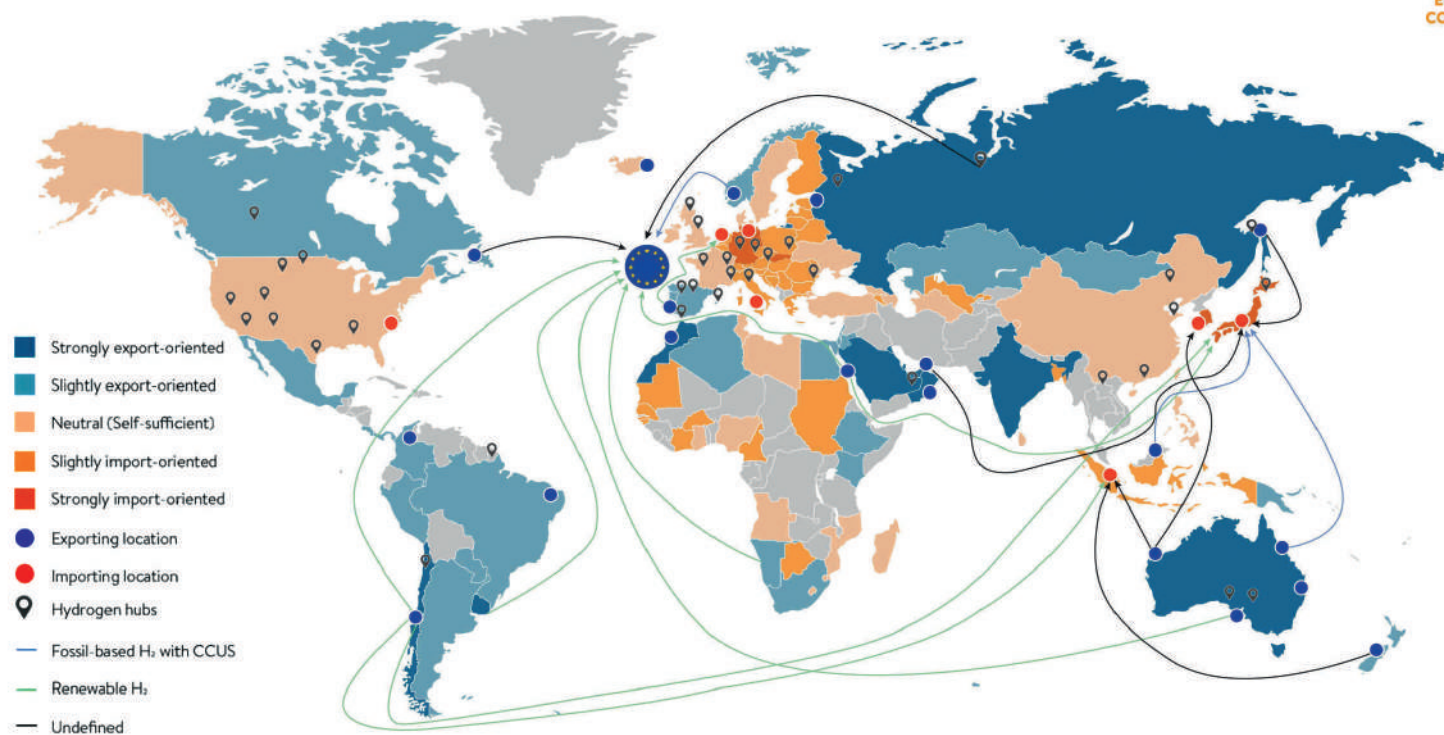 Strongly export-oriented
Slightly export-oriented
Neutral (Self-sufficient)
Slightly import-oriented
Strongly import-oriented
Exporting location
Importing location
Hydrogen hubs
Fossil-based H₂ with CCUS
Renewable H₂
Undefined